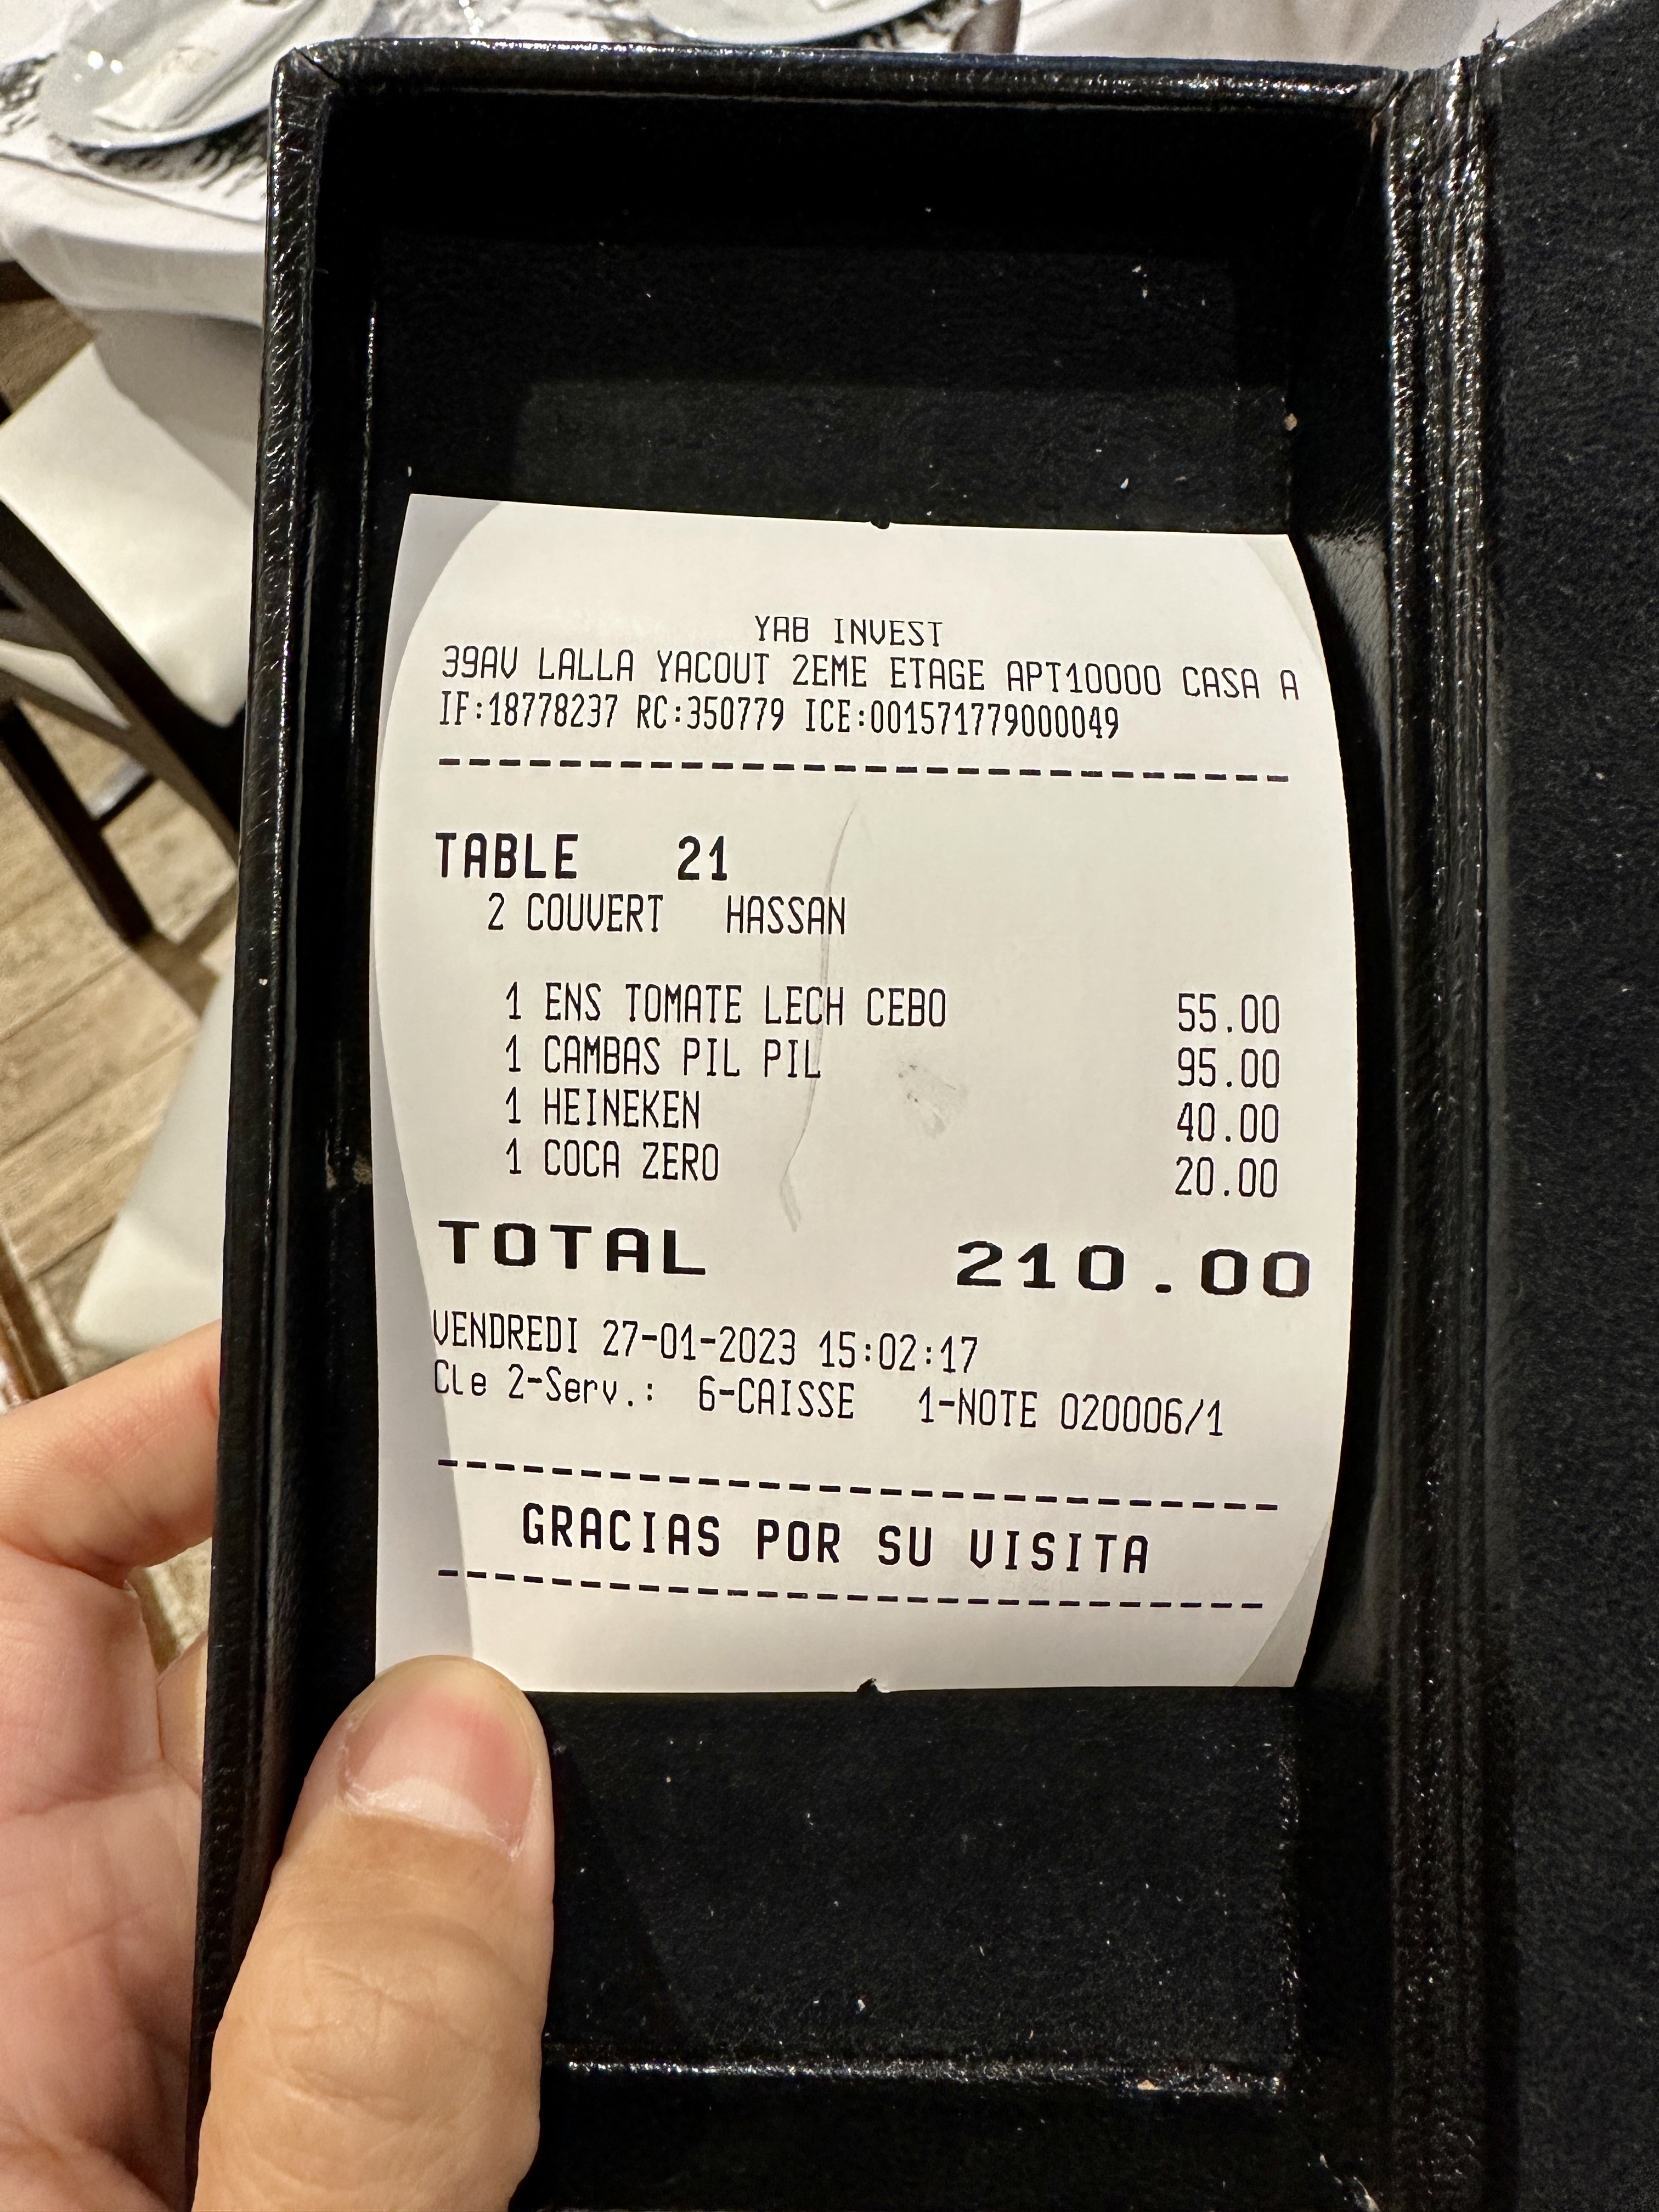 YAB INVEST
39AV LALLA YACOUT 2EME ETAGE APT10000 CASA A
IF:18778237 RC:350779 ICE:001571779000049
TABLE 21
2 COUVERT HASSAN
1 ENS TOMATE LECH CEBO 55.00
1 CAMBAS PIL PIL 95.00
1 HEINEKEN 40.00
1 COCA ZERO 20.00
TOTAL 210.00
VENDREDI 27-01-2023 15:02:17
Cle 2-Serv.: 6-CAISSE 1-NOTE 020006/1
GRACIAS POR SU VISITA